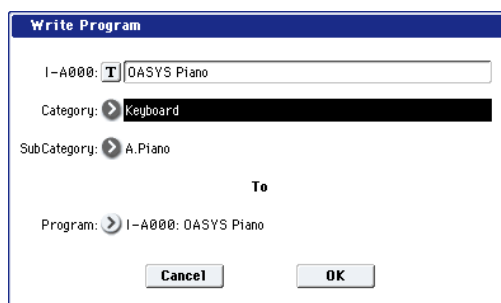 Write Program
I-A000: T OASYS Piano
Category: Keyboard
SubCategory: A.Piano
To
Program: I-A000: OASYS Piano
Cancel OK